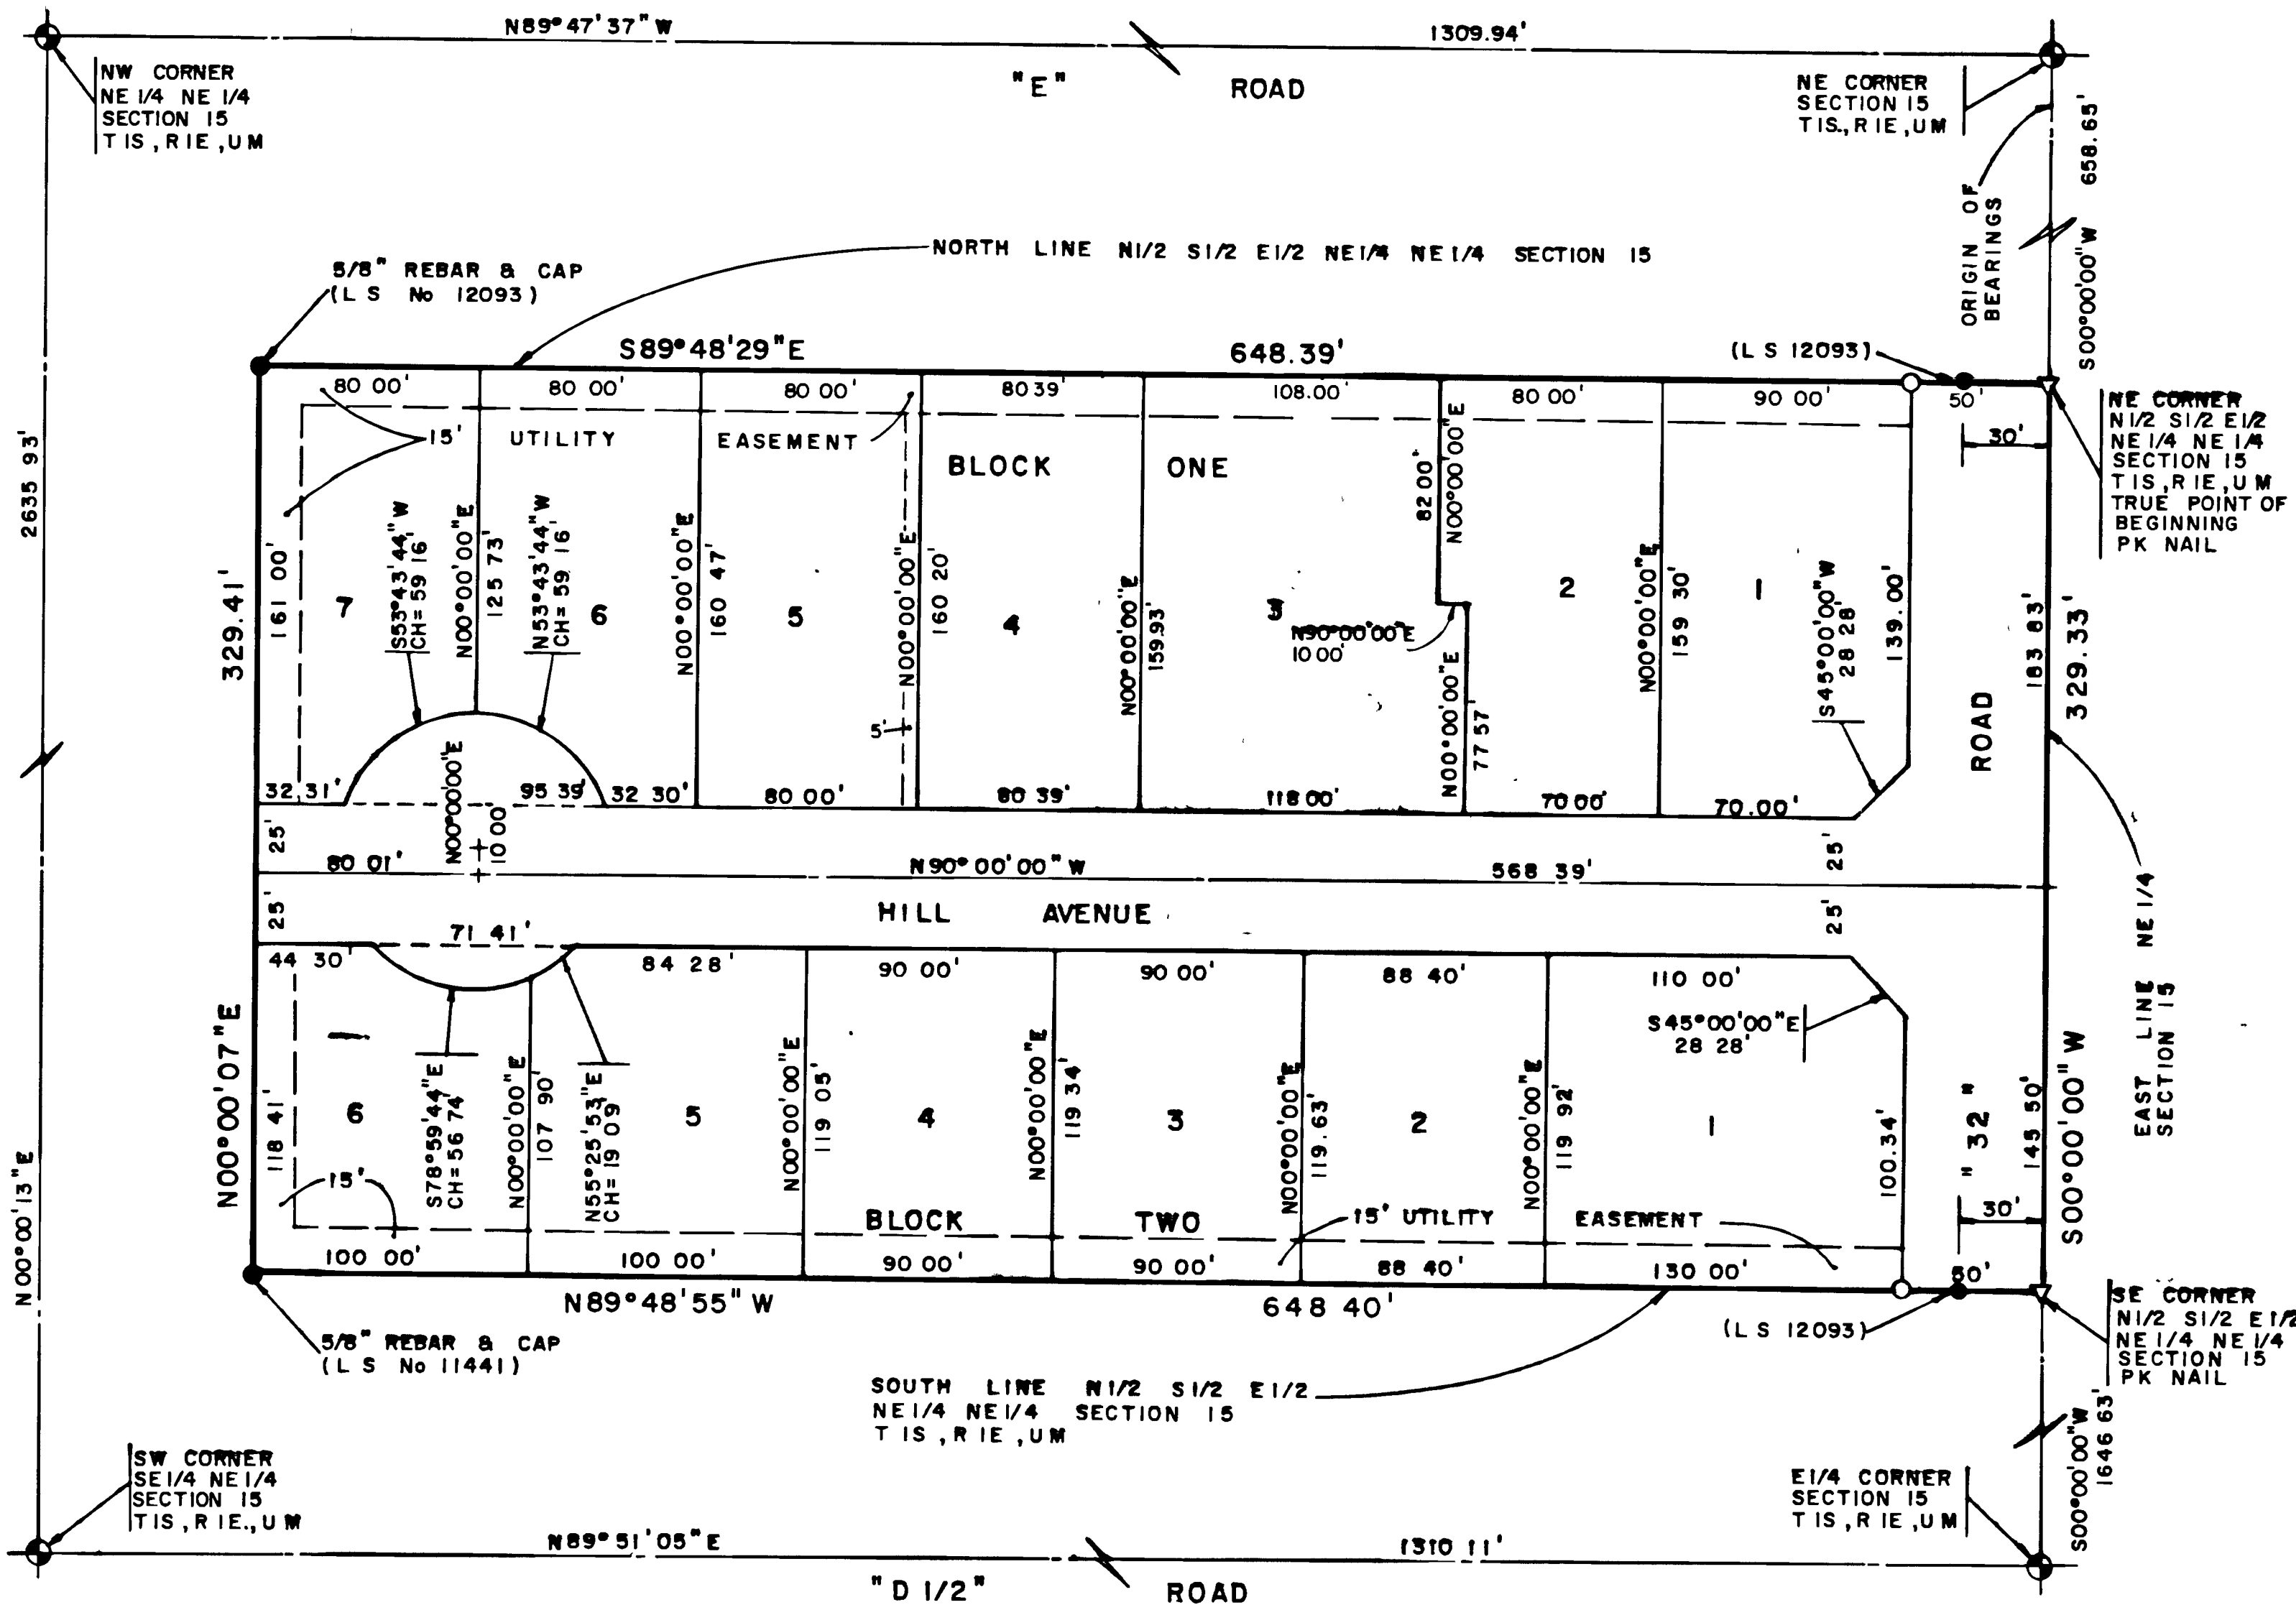 N89°47'37"W
1309.94'
"E" ROAD
NW CORNER
NE 1/4 NE 1/4
SECTION 15
T1S, R1E, UM
NE CORNER
SECTION 15
T1S., R1E, UM
658.65'
S00°00'00"W
ORIGIN OF
BEARINGS
2635 93'
N00°00'13"E
NORTH LINE N1/2 S1/2 E1/2 NE1/4 NE1/4 SECTION 15
5/8" REBAR & CAP
(L S No 12093)
S89°48'29"E
648.39'
(L S 12093)
80 00'
80 00'
80 00'
80 39'
108.00'
80 00'
90 00'
50'
30'
NE CORNER
N1/2 S1/2 E1/2
NE 1/4 NE 1/4
SECTION 15
T1S, R1E, UM
TRUE POINT OF
BEGINNING
PK NAIL
15' UTILITY EASEMENT
BLOCK ONE
329.41'
161 00'
7
S53°43'44"W
CH=59 16'
N00°00'00"E
125 73'
N53°43'44"W
CH=59 16'
6
N00°00'00"E
160 47'
5
N00°00'00"E
160 20'
5'
4
N00°00'00"E
159.93'
3
82 00'
N00°00'00"E
N90°00'00"E
10 00'
N00°00'00"E
77 57'
2
N00°00'00"E
159 30'
1
S45°00'00"W
28 28'
139.00'
ROAD
183 83'
329.33'
32 31'
N00°00'00"E
10 00
95 39'
32 30'
80 00'
80 39'
118 00'
70 00'
70.00'
25'
80 01'
N90°00'00"W
568 39'
25'
25'
HILL AVENUE
25'
EAST LINE NE 1/4
SECTION 15
71 41'
44 30'
84 28'
90 00'
90 00'
88 40'
110 00'
S45°00'00"E
28 28'
N00°00'07"E
118 41'
6
S78°59'44"E
CH=56 74'
N00°00'00"E
107 90'
N55°25'53"E
CH=19 09'
5
N00°00'00"E
119 05'
4
N00°00'00"E
119 34'
3
N00°00'00"E
119.63'
2
N00°00'00"E
119 92'
1
100.34'
"32"
145 50'
S00°00'00"W
15'
BLOCK TWO
15' UTILITY EASEMENT
30'
100 00'
100 00'
90 00'
90 00'
88 40'
130 00'
50'
N89°48'55"W
648 40'
5/8" REBAR & CAP
(L S No 11441)
(L S 12093)
SE CORNER
N1/2 S1/2 E1/2
NE 1/4 NE 1/4
SECTION 15
PK NAIL
SOUTH LINE N1/2 S1/2 E1/2
NE1/4 NE1/4 SECTION 15
T1S, R1E, UM
S00°00'00"W
1646 63'
SW CORNER
SE1/4 NE1/4
SECTION 15
T1S, R1E., UM
E1/4 CORNER
SECTION 15
T1S, R1E, UM
N89°51'05"E
1310 11'
"D 1/2" ROAD